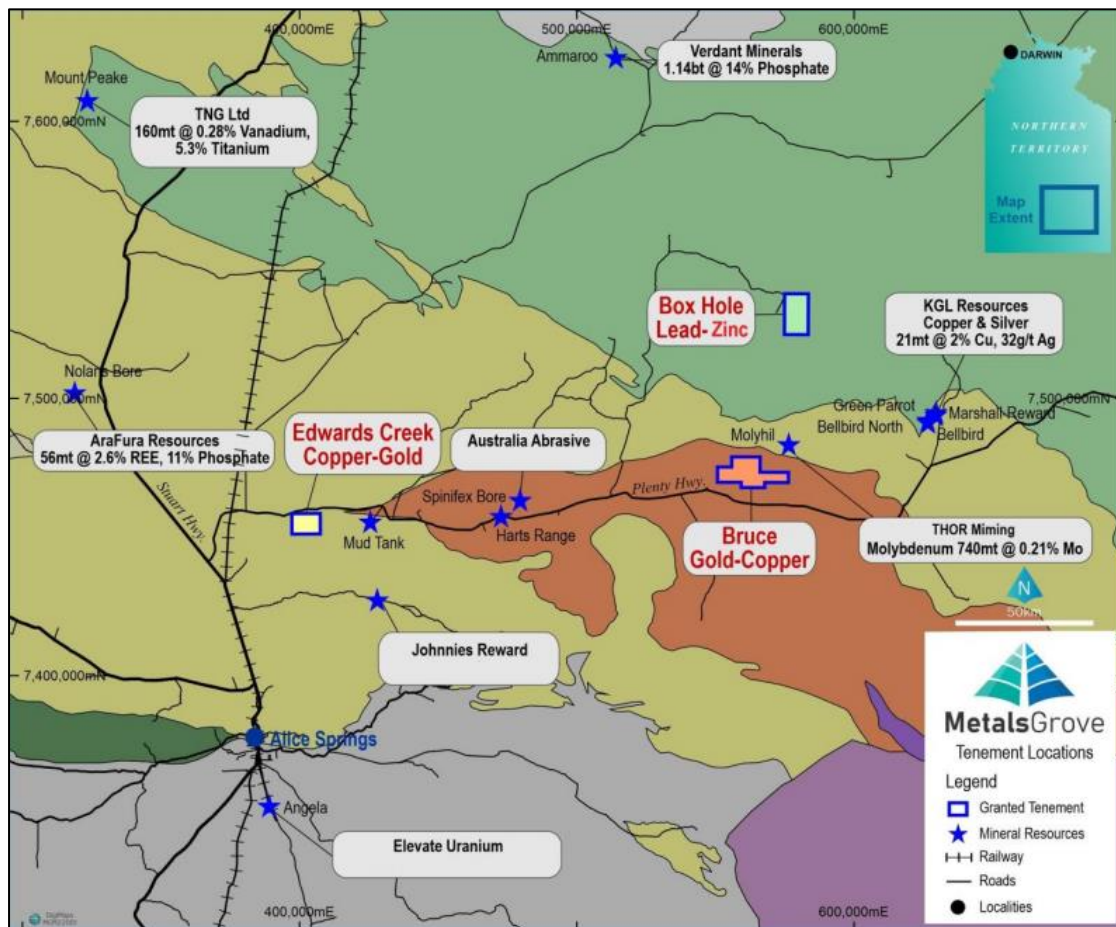 400,000mE
500,000mE
600,000mE
Ammaroo
Verdant Minerals
1.14bt @ 14% Phosphate
DARWIN
Mount Peake
TNG Ltd
160mt @ 0.28% Vanadium,
5.3% Titanium
7,600,000mN
NORTHERN
TERRITORY
Map
Extent
Box Hole
Lead- Zinc
KGL Resources
Copper & Silver
21mt @ 2% Cu, 32g/t Ag
Nolans Bore
7,500,000mN
7,500,000mN
Green Parrot
Marshall Reward
Bellbird North
Bellbird
AraFura Resources
56mt @ 2.6% REE, 11% Phosphate
Edwards Creek
Copper-Gold
Australia Abrasive
Molyhil
Stuart Hwy.
Spinifex Bore
Plenty Hwy.
Mud Tank
Harts Range
Bruce
Gold-Copper
THOR Miming
Molybdenum 740mt @ 0.21% Mo
N
50km
Johnnies Reward
7,400,000mN
Alice Springs
Angela
Elevate Uranium
MetalsGrove
Tenement Locations
Legend
Granted Tenement
Mineral Resources
Railway
Roads
Localities
400,000mE
600,000mE